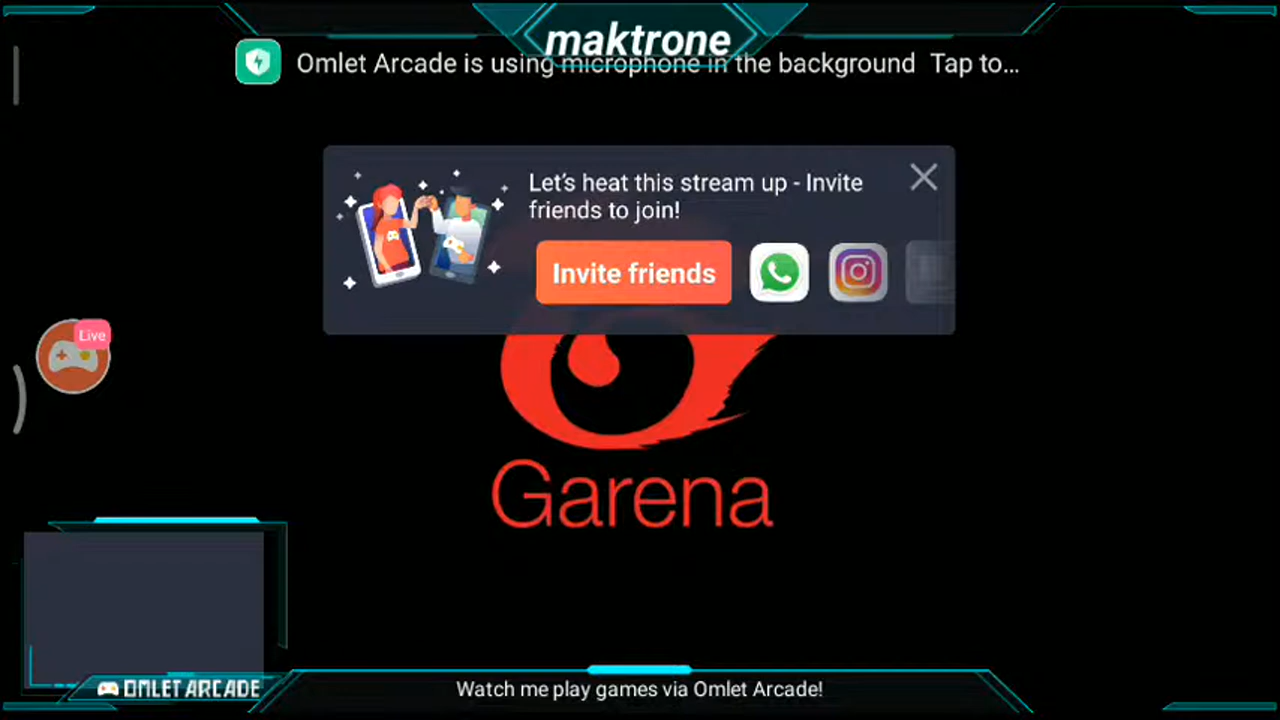 maktrone
Omlet Arcade is using microphone in the background Tap to...
Let's heat this stream up - Invite
friends to join!
Invite friends
Live
Garena
OMLET ARCADE
Watch me play games via Omlet Arcade!